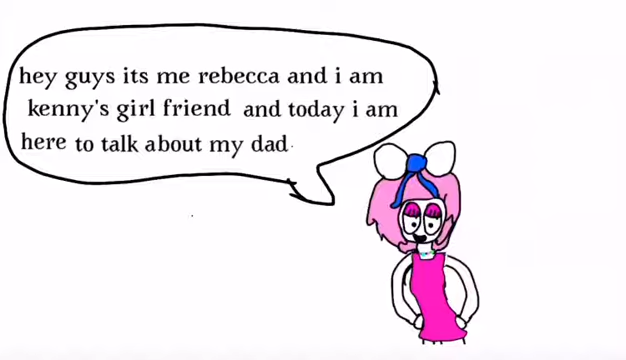 hey guys its me rebecca and i am
kenny's girl friend and today i am
here to talk about my dad